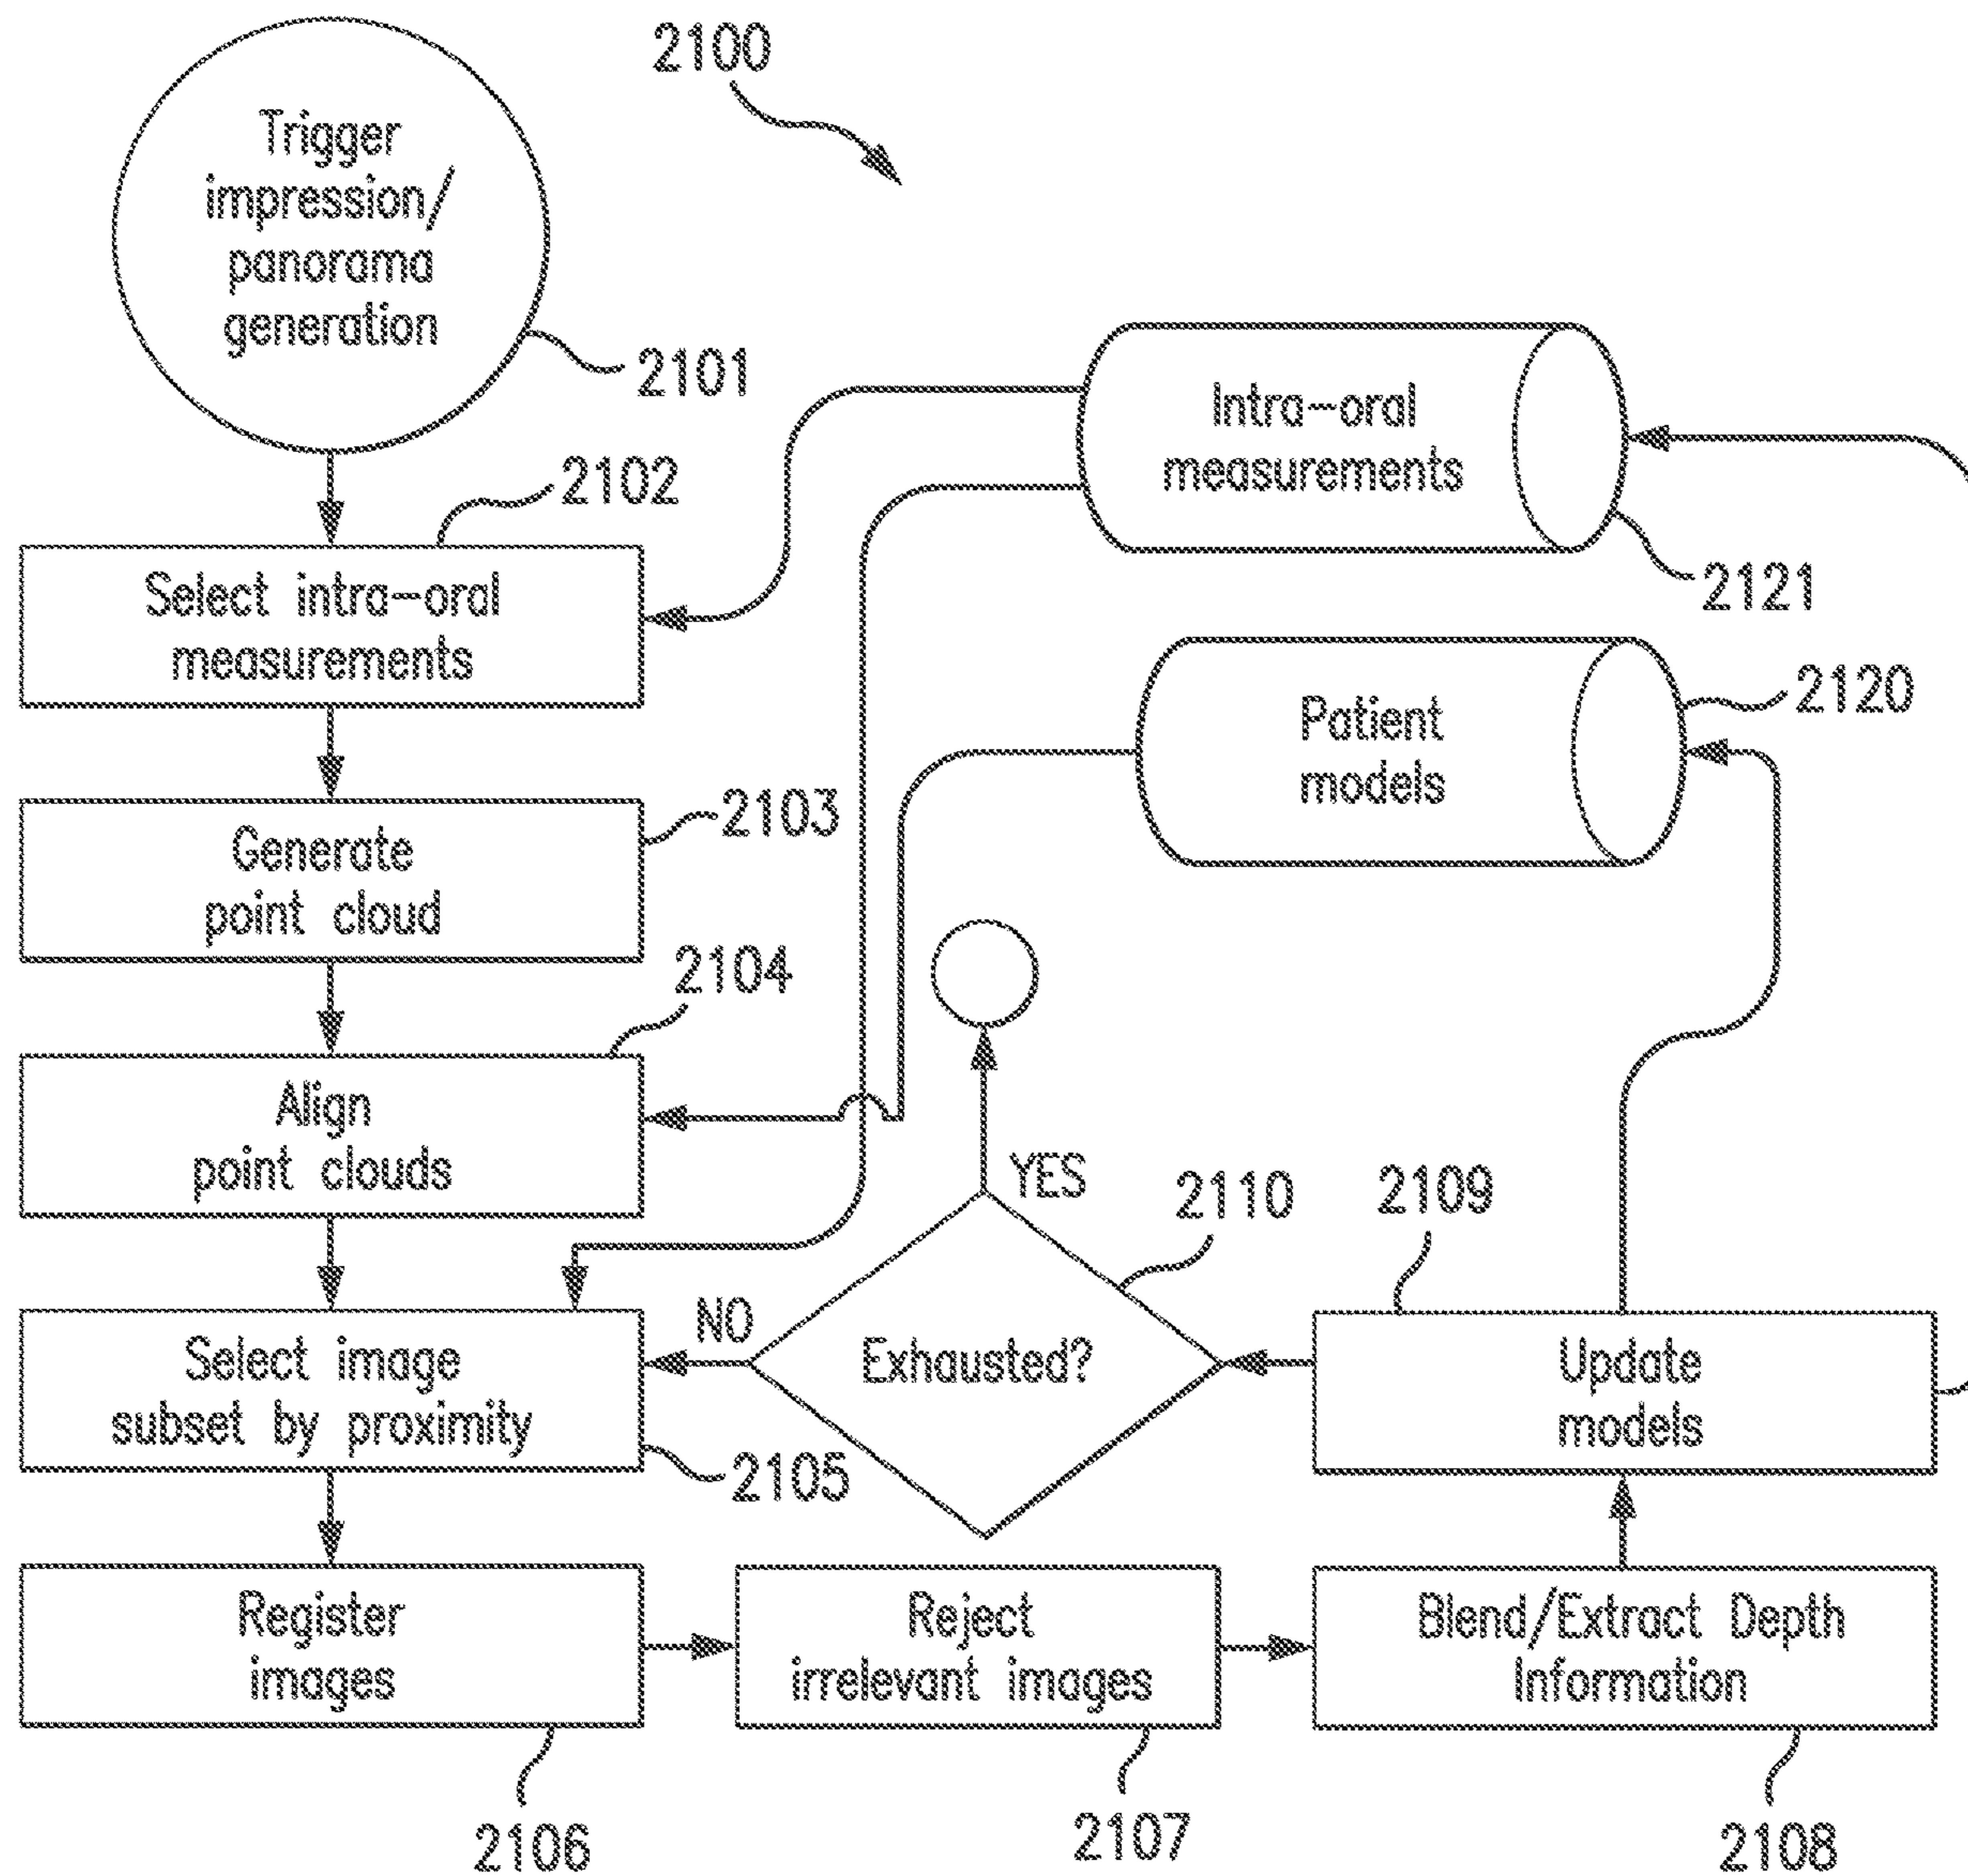 2100
Trigger
impression/
panorama
generation
2101
2102
Intra-oral
measurements
2121
Select intra-oral
measurements
2120
Patient
models
2103
Generate
point cloud
2104
Align
point clouds
YES
2110
2109
NO
Select image
subset by proximity
Exhausted?
Update
models
2105
Register
images
Reject
irrelevant images
Blend/Extract Depth
Information
2106
2107
2108